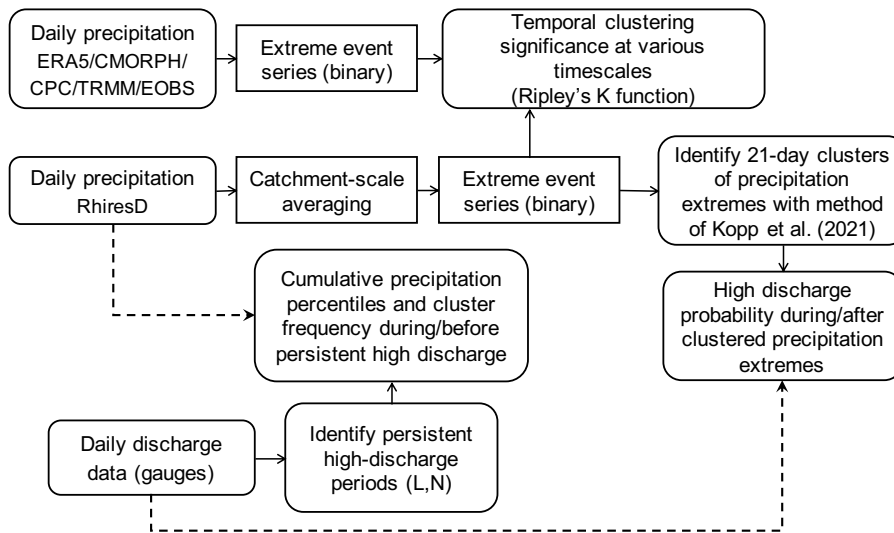 Daily precipitation
ERA5/CMORPH/
CPC/TRMM/EOBS
Extreme event
series (binary)
Temporal clustering
significance at various
timescales
(Ripley’s K function)
Daily precipitation
RhiresD
Catchment-scale
averaging
Extreme event
series (binary)
Identify 21-day clusters
of precipitation
extremes with method
of Kopp et al. (2021)
Cumulative precipitation
percentiles and cluster
frequency during/before
persistent high discharge
High discharge
probability during/after
clustered precipitation
extremes
Daily discharge
data (gauges)
Identify persistent
high-discharge
periods (L,N)